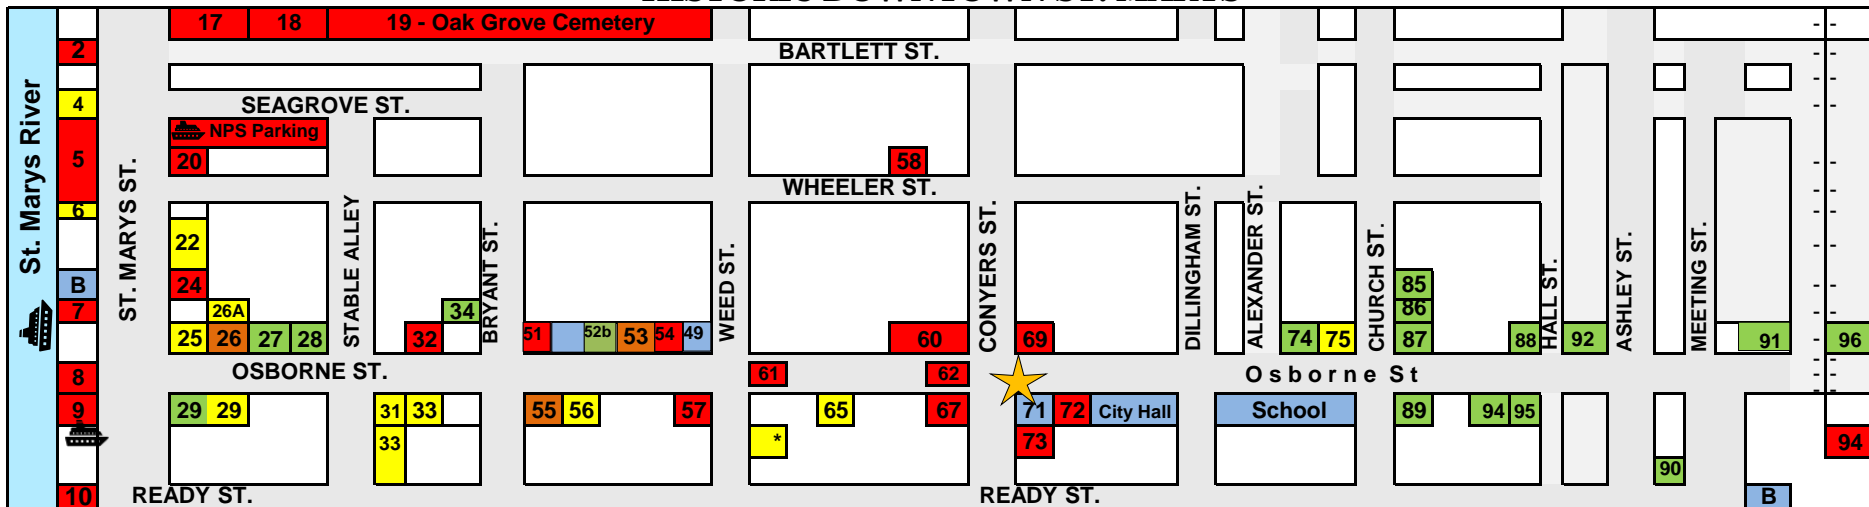 HISTORIC DOWNTOWN ST. MARYS
17 18 19 - Oak Grove Cemetery
2
BARTLETT ST.
4
SEAGROVE ST.
NPS Parking
5
20
58
WHEELER ST.
6
St. Marys River
ST. MARYS ST.
STABLE ALLEY
BRYANT ST.
WEED ST.
CONYERS ST.
DILLINGHAM ST.
ALEXANDER ST.
CHURCH ST.
HALL ST.
ASHLEY ST.
MEETING ST.
22
B
24
85
7
26A
34
86
25 26 27 28
32
51 52b 53 54 49
60
69
74 75
87 88
92
91
96
8
OSBORNE ST.
61 62
Osborne St
9
29 29
31 33
55 56 57
65 67
71 72 City Hall
School
89 94 95
33
*
73
94
90
10
READY ST.
READY ST.
B